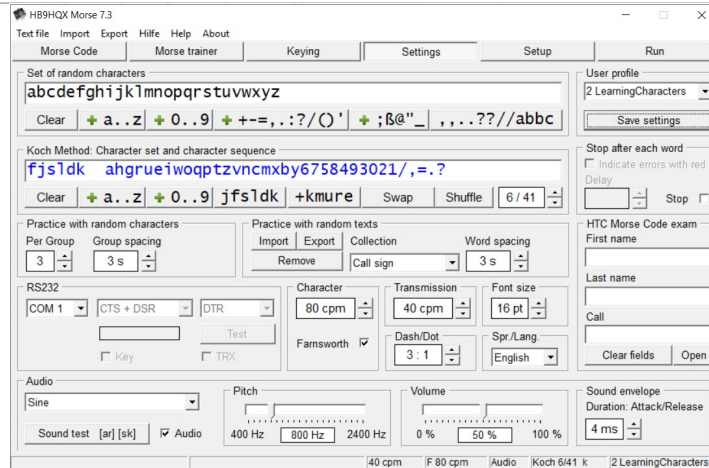 HB9HQX Morse 7.3
Text file Import Export Hilfe Help About
Morse Code Morse trainer Keying Settings Setup Run
Set of random characters
abcdefghijklmnopqrstuvwxyz
Clear + a..z + 0..9 + +-=,.:?/()' + ;ß@"_ ,,..??//abbc
User profile
2 LearningCharacters
Save settings
Koch Method: Character set and character sequence
fjsldk ahgrueiwoqptzvncmxby6758493021/,=.?
Clear + a..z + 0..9 jfsldk +kmure Swap Shuffle 6 / 41
Stop after each word
Indicate errors with red
Delay
Stop
Practice with random characters
Per Group Group spacing
3 3 s
Practice with random texts
Import Export Collection Word spacing
Remove Call sign 3 s
HTC Morse Code exam
First name
Last name
Call
Clear fields Open
RS232
COM 1 CTS + DSR DTR
Test
Key TRX
Character
80 cpm
Farnsworth
Transmission
40 cpm
Dash/Dot
3 : 1
Font size
16 pt
Spr./Lang.
English
Audio
Sine
Sound test [ar] [sk] Audio
Pitch
400 Hz 800 Hz 2400 Hz
Volume
0 % 50 % 100 %
Sound envelope
Duration: Attack/Release
4 ms
40 cpm F 80 cpm Audio Koch 6/41 k 2 LearningCharacters